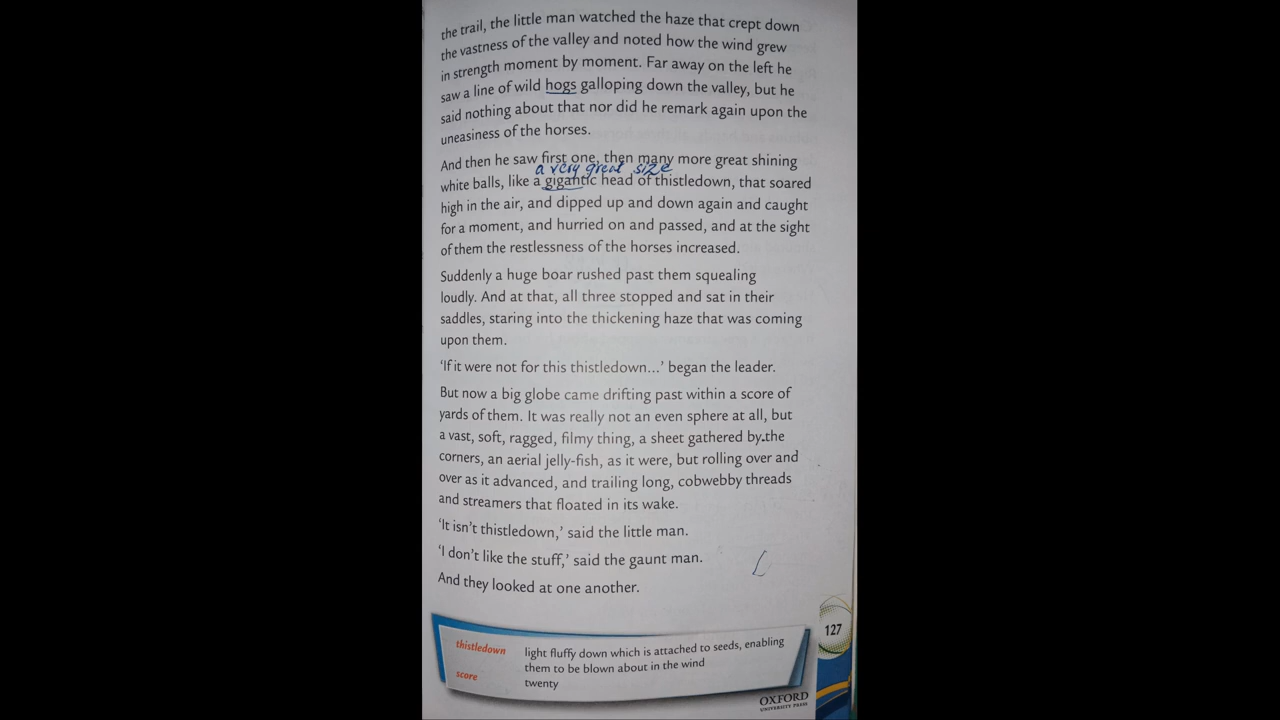 the trail, the little man watched the haze that crept down
the vastness of the valley and noted how the wind grew
in strength moment by moment. Far away on the left he
saw a line of wild hogs galloping down the valley, but he
said nothing about that nor did he remark again upon the
uneasiness of the horses.
And then he saw first one, then many more great shining
a very great size
white balls, like a gigantic head of thistledown, that soared
high in the air, and dipped up and down again and caught
for a moment, and hurried on and passed, and at the sight
of them the restlessness of the horses increased.
Suddenly a huge boar rushed past them squealing
loudly. And at that, all three stopped and sat in their
saddles, staring into the thickening haze that was coming
upon them.
‘If it were not for this thistledown...’ began the leader.
But now a big globe came drifting past within a score of
yards of them. It was really not an even sphere at all, but
a vast, soft, ragged, filmy thing, a sheet gathered by the
corners, an aerial jelly-fish, as it were, but rolling over and
over as it advanced, and trailing long, cobwebby threads
and streamers that floated in its wake.
‘It isn’t thistledown,’ said the little man.
‘I don’t like the stuff,’ said the gaunt man.
And they looked at one another.
127
thistledown light fluffy down which is attached to seeds, enabling
them to be blown about in the wind
score twenty
OXFORD
UNIVERSITY PRESS